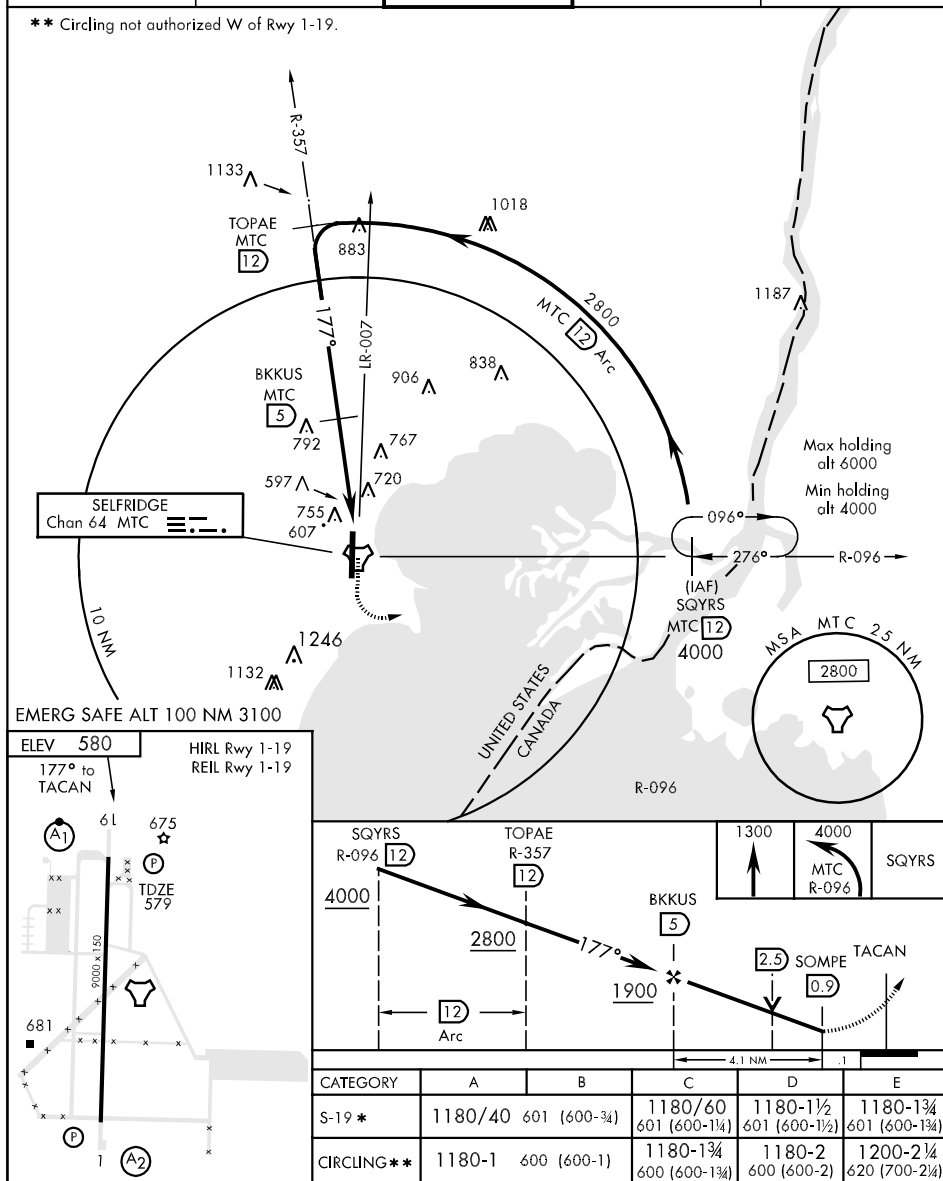 ** Circling not authorized W of Rwy 1-19.
R-357
1133
TOPAE
MTC
12
883
1018
2800
MTC 12 Arc
1187
177°
LR-007
BKKUS
MTC
5
906
838
792
767
720
597
755
607
Max holding
alt 6000
Min holding
alt 4000
SELFRIDGE
Chan 64 MTC
096°
276°
R-096
(IAF)
SQYRS
MTC 12
4000
10 NM
1246
1132
MSA MTC 25 NM
2800
UNITED STATES
CANADA
R-096
EMERG SAFE ALT 100 NM 3100
ELEV 580
HIRL Rwy 1-19
REIL Rwy 1-19
177° to
TACAN
19
A1
675
P
TDZE
579
9000 x 150
681
P
1
A2
SQYRS
R-096 12
4000
TOPAE
R-357
12
2800
177°
BKKUS
5
1900
2.5
SOMPE
0.9
TACAN
12
Arc
4.1 NM
.1
1300
4000
MTC
R-096
SQYRS
CATEGORY A B C D E
S-19 * 1180/40 601 (600-¾) 1180/60 601 (600-1¼) 1180-1½ 601 (600-1½) 1180-1¾ 601 (600-1¾)
CIRCLING ** 1180-1 600 (600-1) 1180-1¾ 600 (600-1¾) 1180-2 600 (600-2) 1200-2¼ 620 (700-2¼)